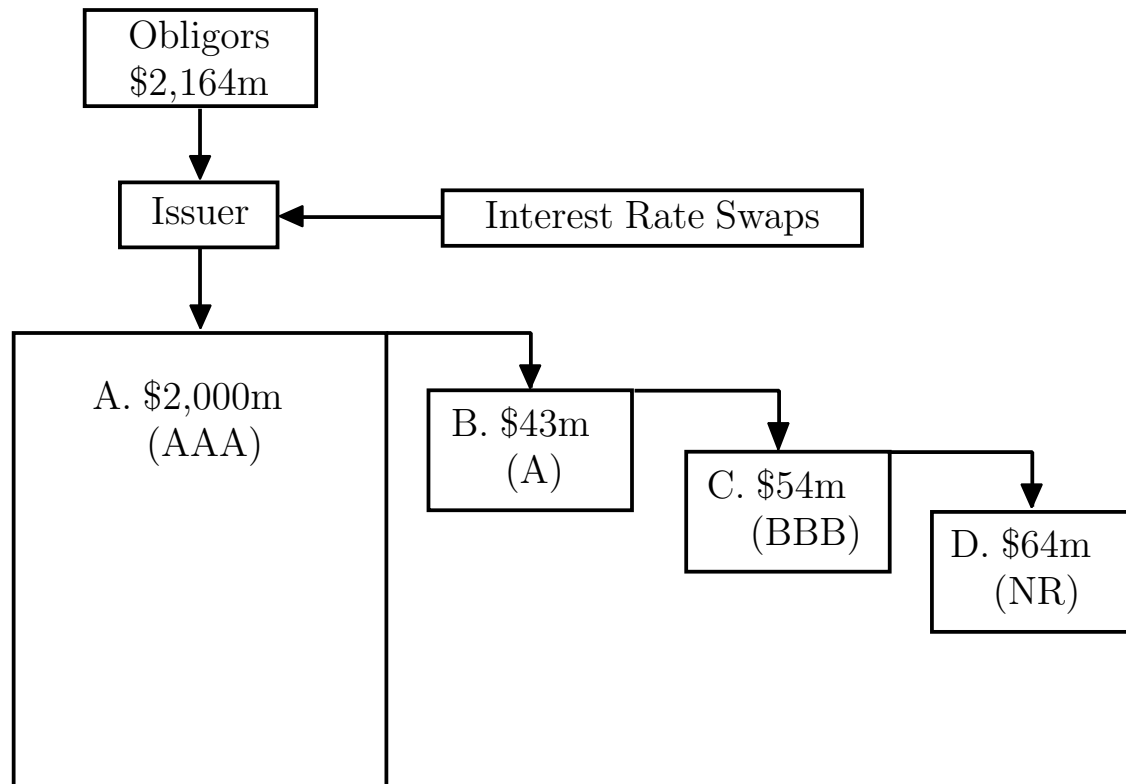 Obligors
$2,164m
Issuer
Interest Rate Swaps
A. $2,000m
(AAA)
B. $43m
(A)
C. $54m
(BBB)
D. $64m
(NR)